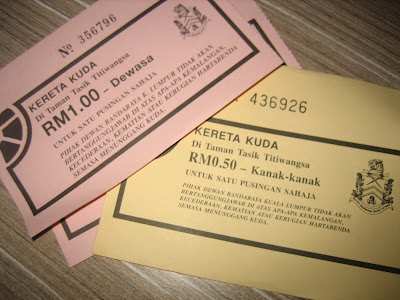 No 356796
KERETA KUDA
Di Taman Tasik Titiwangsa
RM1.00 - Dewasa
UNTUK SATU PUSINGAN SAHAJA
PIHAK DEWAN BANDARAYA K. LUMPUR TIDAK AKAN
BERTANGGUNGJAWAB DI ATAS APA-APA KEMALANGAN,
KECEDERAAN, KEMATIAN ATAU KERUGIAN HARTABENDA
SEMASA MENUNGGANG KUDA.
436926
KERETA KUDA
Di Taman Tasik Titiwangsa
RM0.50 - Kanak-kanak
UNTUK SATU PUSINGAN SAHAJA
PIHAK DEWAN BANDARAYA KUALA LUMPUR TIDAK AKAN
BERTANGGUNGJAWAB DI ATAS APA-APA KEMALANGAN,
KECEDERAAN, KEMATIAN ATAU KERUGIAN HARTABENDA
SEMASA MENUNGGANG KUDA.